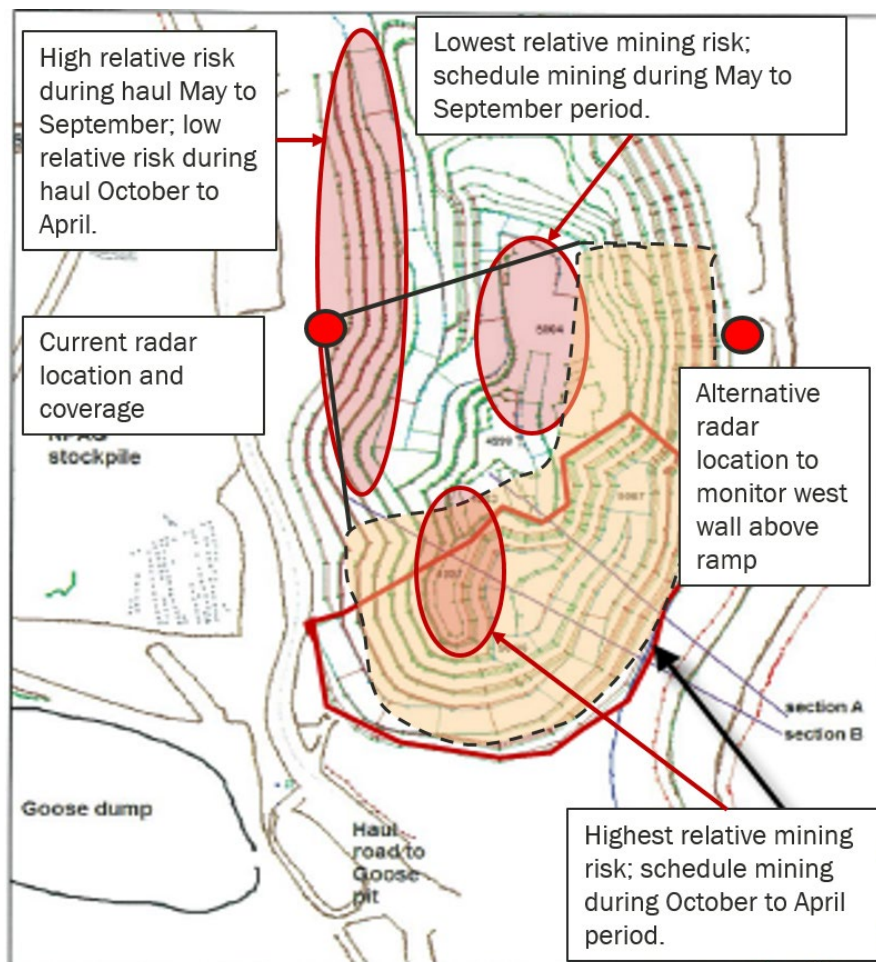 High relative risk
during haul May to
September; low
relative risk during
haul October to
April.
Lowest relative mining risk;
schedule mining during May to
September period.
Current radar
location and
coverage
stockpile
5004
Alternative
radar
location to
monitor west
wall above
ramp
section A
section B
Goose dump
Haul
road to
Goose
pit
Highest relative mining
risk; schedule mining
during October to April
period.